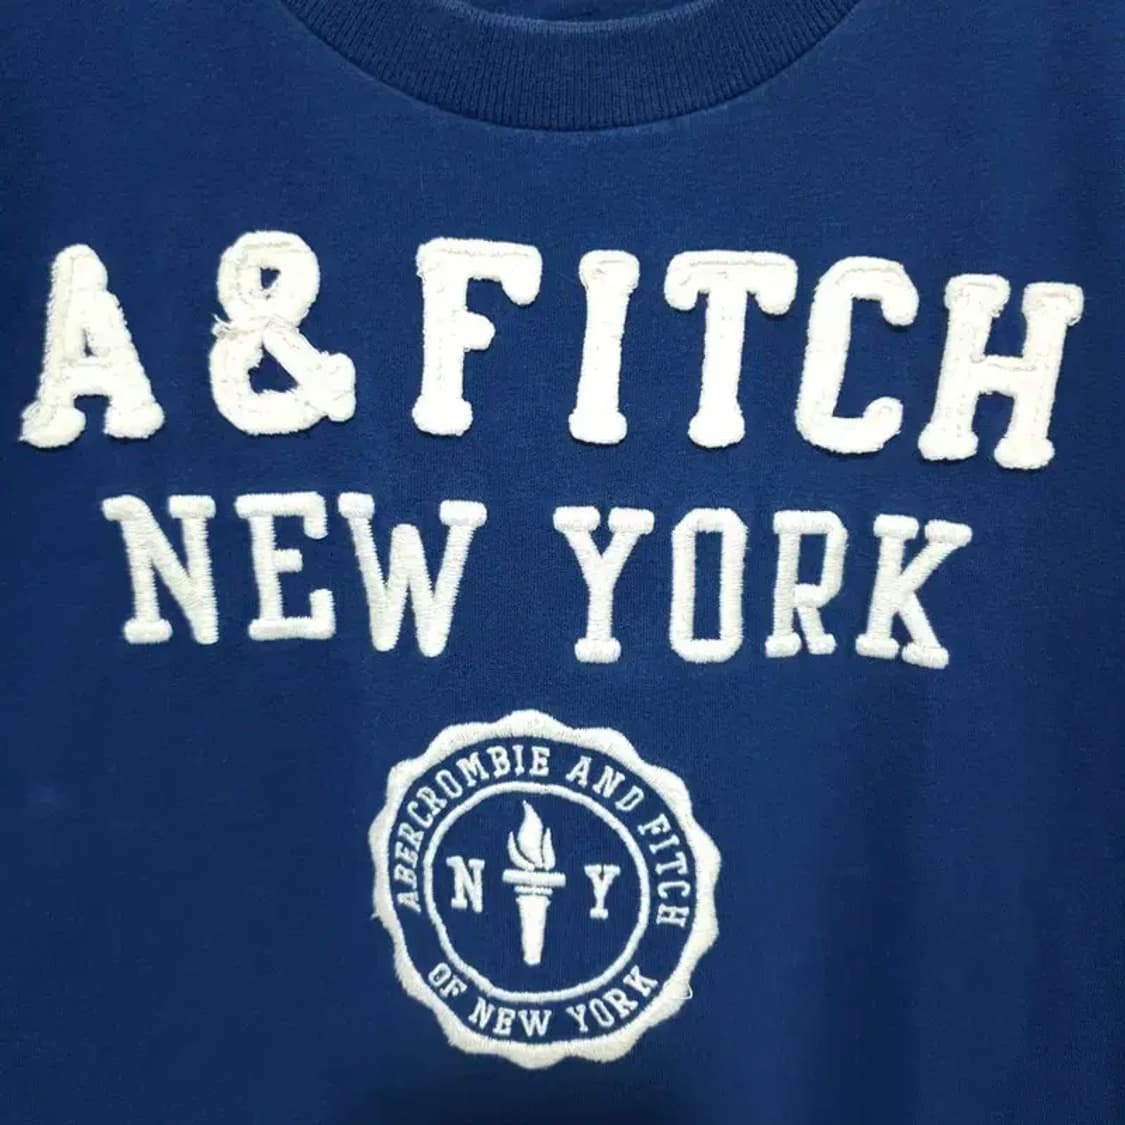 A & FITCH
NEW YORK
ABERCROMBIE AND FITCH
N Y
OF NEW YORK